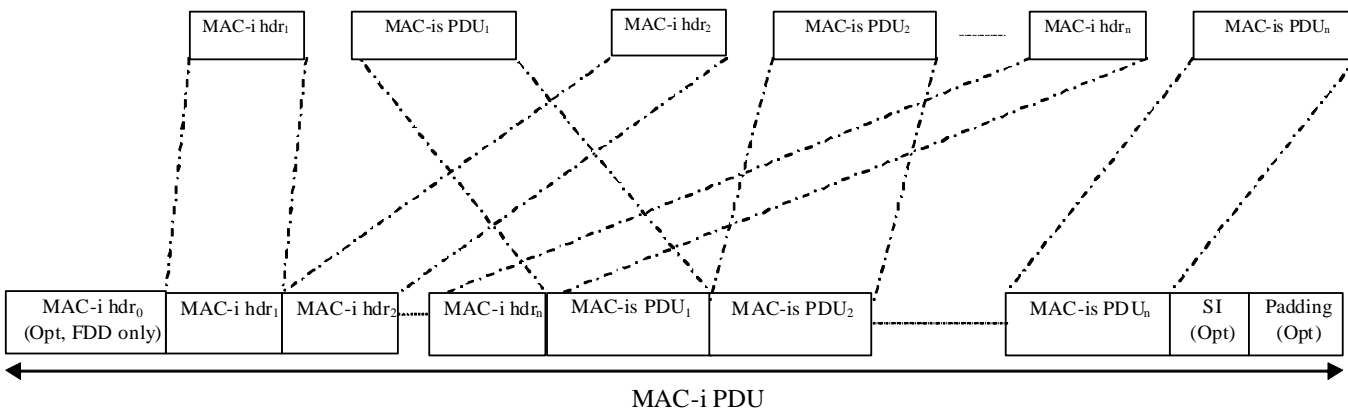 MAC-i hdr₁ MAC-is PDU₁ MAC-i hdr₂ MAC-is PDU₂ MAC-i hdrₙ MAC-is PDUₙ
MAC-i hdr₀ MAC-i hdr₁ MAC-i hdr₂ MAC-i hdrₙ MAC-is PDU₁ MAC-is PDU₂ MAC-is PDUₙ SI Padding
(Opt, FDD only) (Opt) (Opt)
MAC-i PDU